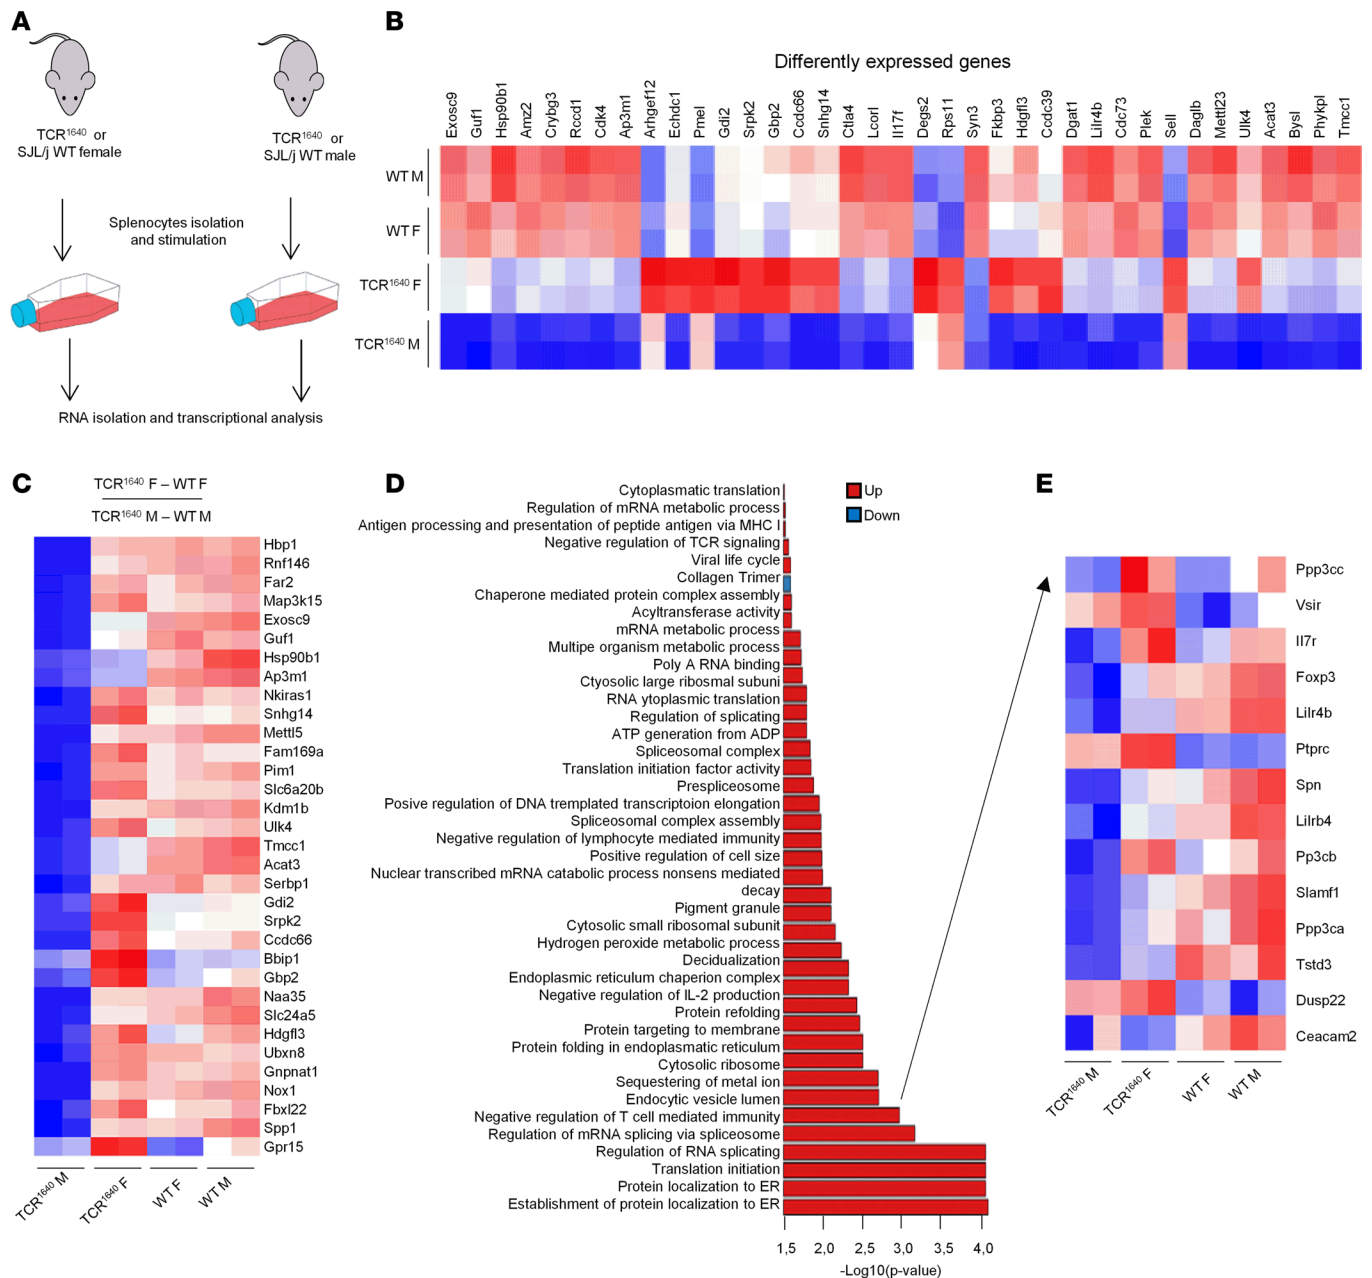 A
TCR1640 or
SJL/j WT female
TCR1640 or
SJL/j WT male
Splenocytes isolation
and stimulation
RNA isolation and transcriptional analysis
B
Differently expressed genes
Exosc9
Guf1
Hsp90b1
Amz2
Crybg3
Rccd1
Cdk4
Ap3m1
Arhgef12
Echdc1
Pmel
Gdi2
Srpk2
Gbp2
Ccdc66
Snhg14
Ctla4
Lcorl
Il17f
Degs2
Rps11
Syn3
Fkbp3
Hdgfl3
Ccdc39
Dgat1
Lilr4b
Cdc73
Plek
Sell
Daglb
Mettl23
Ulk4
Acat3
Bysl
Phykpl
Tmcc1
WT M
WT F
TCR1640 F
TCR1640 M
C
TCR1640 F – WT F
TCR1640 M – WT M
Hbp1
Rnf146
Far2
Map3k15
Exosc9
Guf1
Hsp90b1
Ap3m1
Nkiras1
Snhg14
Mettl5
Fam169a
Pim1
Slc6a20b
Kdm1b
Ulk4
Tmcc1
Acat3
Serbp1
Gdi2
Srpk2
Ccdc66
Bbip1
Gbp2
Naa35
Slc24a5
Hdgfl3
Ubxn8
Gnpnat1
Nox1
Fbxl22
Spp1
Gpr15
TCR1640 M
TCR1640 F
WT F
WT M
D
Up
Down
Cytoplasmatic translation
Regulation of mRNA metabolic process
Antigen processing and presentation of peptide antigen via MHC I
Negative regulation of TCR signaling
Viral life cycle
Collagen Trimer
Chaperone mediated protein complex assembly
Acyltransferase activity
mRNA metabolic process
Multipe organism metabolic process
Poly A RNA binding
Ctyosolic large ribosmal subuni
RNA ytoplasmic translation
Regulation of splicating
ATP generation from ADP
Spliceosomal complex
Translation initiation factor activity
Prespliceosome
Posive regulation of DNA tremplated transcriptoion elongation
Spliceosomal complex assembly
Negative regulation of lymphocyte mediated immunity
Positive regulation of cell size
Nuclear transcribed mRNA catabolic process nonsens mediated
decay
Pigment granule
Cytosolic small ribosomal subunit
Hydrogen peroxide metabolic process
Decidualization
Endoplasmic reticulum chaperion complex
Negative regulation of IL-2 production
Protein refolding
Protein targeting to membrane
Protein folding in endoplasmatic reticulum
Cytosolic ribosome
Sequestering of metal ion
Endocytic vesicle lumen
Negative regulation of T cell mediated immunity
Regulation of mRNA splicing via spliceosome
Regulation of RNA splicating
Translation initiation
Protein localization to ER
Establishment of protein localization to ER
1,5 2,0 2,5 3,0 3,5 4,0
-Log10(p-value)
E
Ppp3cc
Vsir
Il7r
Foxp3
Lilr4b
Ptprc
Spn
Lilrb4
Pp3cb
Slamf1
Ppp3ca
Tstd3
Dusp22
Ceacam2
TCR1640 M
TCR1640 F
WT F
WT M